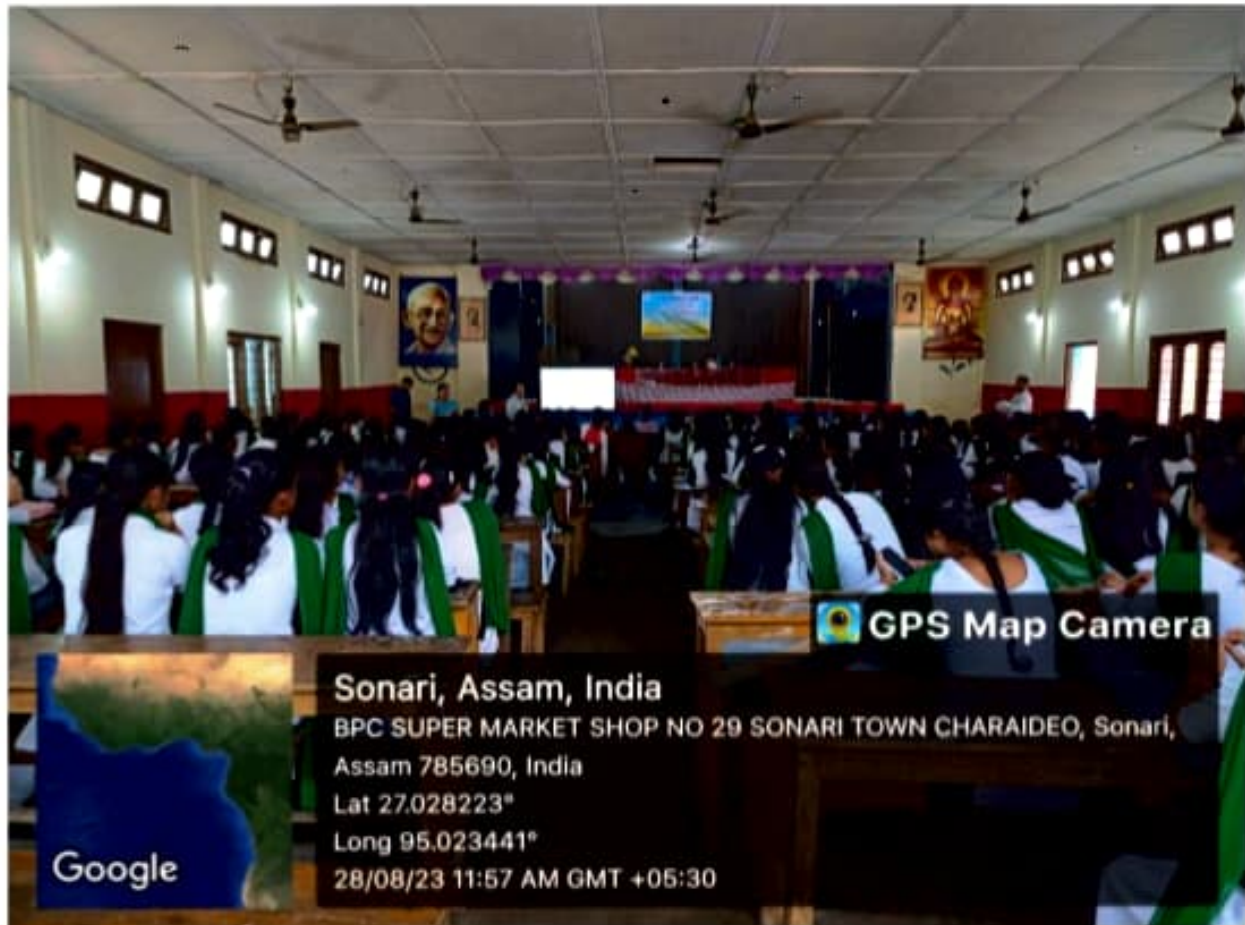 GPS Map Camera
Sonari, Assam, India
BPC SUPER MARKET SHOP NO 29 SONARI TOWN CHARAIDEO, Sonari,
Assam 785690, India
Lat 27.028223°
Long 95.023441°
28/08/23 11:57 AM GMT +05:30
Google